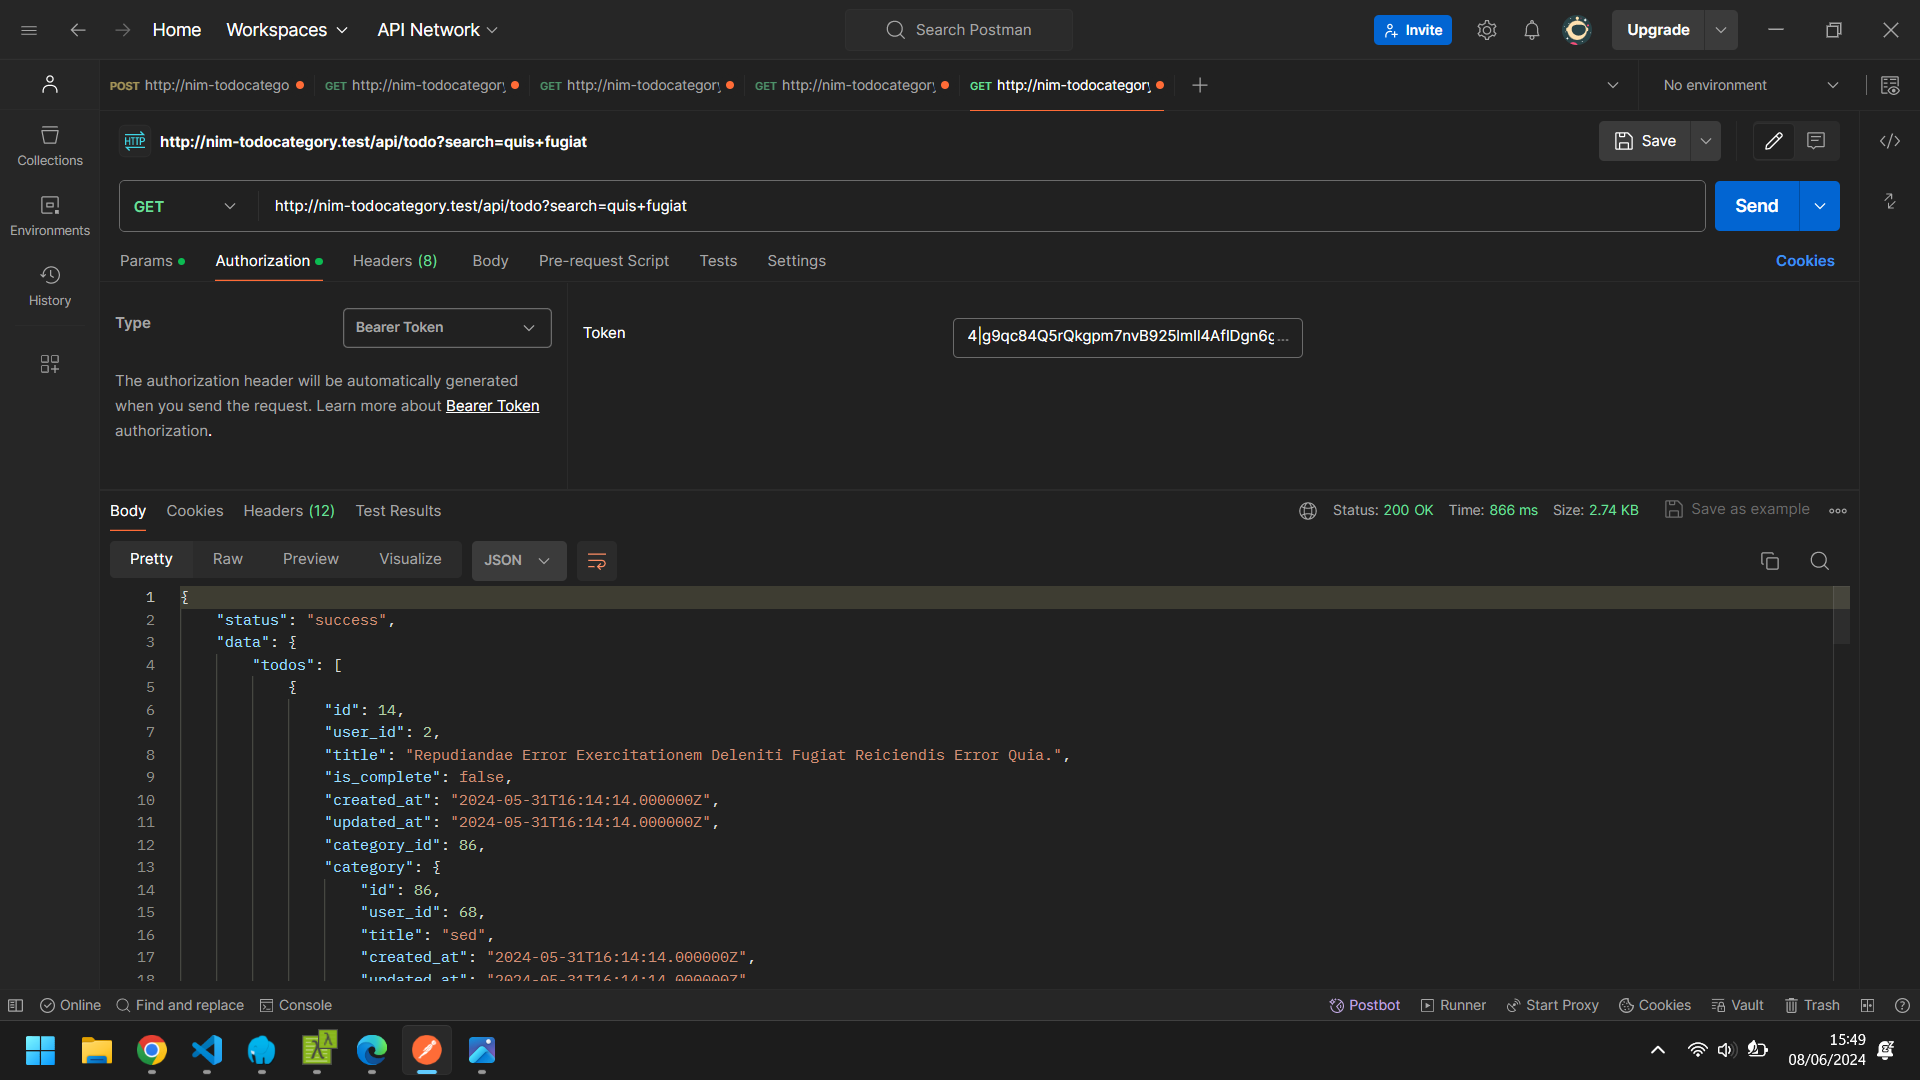 Home Workspaces API Network Search Postman Invite Upgrade
POST http://nim-todocatego GET http://nim-todocategory GET http://nim-todocategory GET http://nim-todocategory GET http://nim-todocategory No environment
HTTP http://nim-todocategory.test/api/todo?search=quis+fugiat Save
Collections
GET http://nim-todocategory.test/api/todo?search=quis+fugiat Send
Environments
Params Authorization Headers (8) Body Pre-request Script Tests Settings Cookies
History
Type Bearer Token Token
The authorization header will be automatically generated
when you send the request. Learn more about Bearer Token
authorization.
Body Cookies Headers (12) Test Results Status: 200 OK Time: 866 ms Size: 2.74 KB Save as example
Pretty Raw Preview Visualize JSON
1 {
2 "status": "success",
3 "data": {
4 "todos": [
5 {
6 "id": 14,
7 "user_id": 2,
8 "title": "Repudiandae Error Exercitationem Deleniti Fugiat Reiciendis Error Quia.",
9 "is_complete": false,
10 "created_at": "2024-05-31T16:14:14.000000Z",
11 "updated_at": "2024-05-31T16:14:14.000000Z",
12 "category_id": 86,
13 "category": {
14 "id": 86,
15 "user_id": 68,
16 "title": "sed",
17 "created_at": "2024-05-31T16:14:14.000000Z",
18 "updated_at": "2024-05-31T16:14:14.000000Z"
Online Find and replace Console Postbot Runner Start Proxy Cookies Vault Trash
15:49
08/06/2024